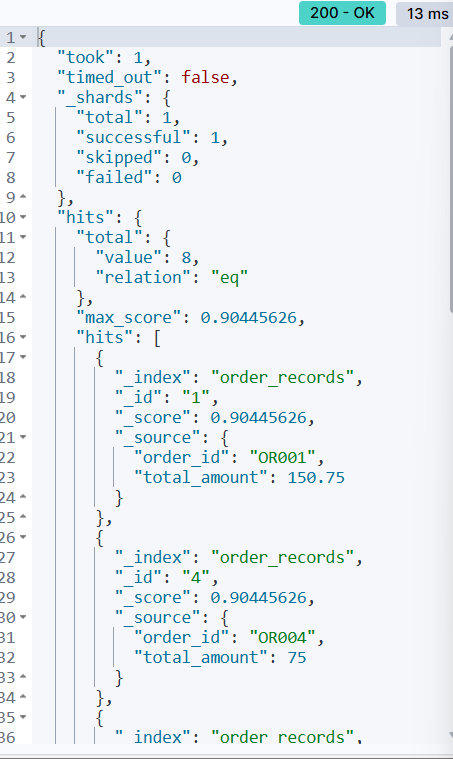 200 - OK
13 ms
1 {
2 "took": 1,
3 "timed_out": false,
4 "_shards": {
5 "total": 1,
6 "successful": 1,
7 "skipped": 0,
8 "failed": 0
9 },
10 "hits": {
11 "total": {
12 "value": 8,
13 "relation": "eq"
14 },
15 "max_score": 0.90445626,
16 "hits": [
17 {
18 "_index": "order_records",
19 "_id": "1",
20 "_score": 0.90445626,
21 "_source": {
22 "order_id": "OR001",
23 "total_amount": 150.75
24 }
25 },
26 {
27 "_index": "order_records",
28 "_id": "4",
29 "_score": 0.90445626,
30 "_source": {
31 "order_id": "OR004",
32 "total_amount": 75
33 }
34 },
35 {
36 "_index": "order_records",